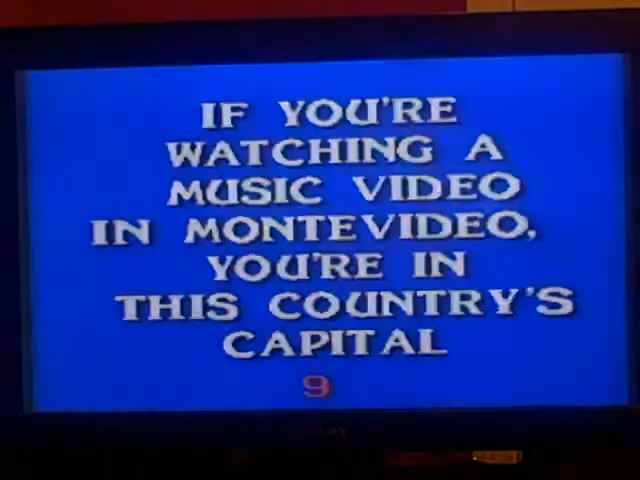 IF YOU'RE
WATCHING A
MUSIC VIDEO
IN MONTEVIDEO,
YOU'RE IN
THIS COUNTRY'S
CAPITAL
9